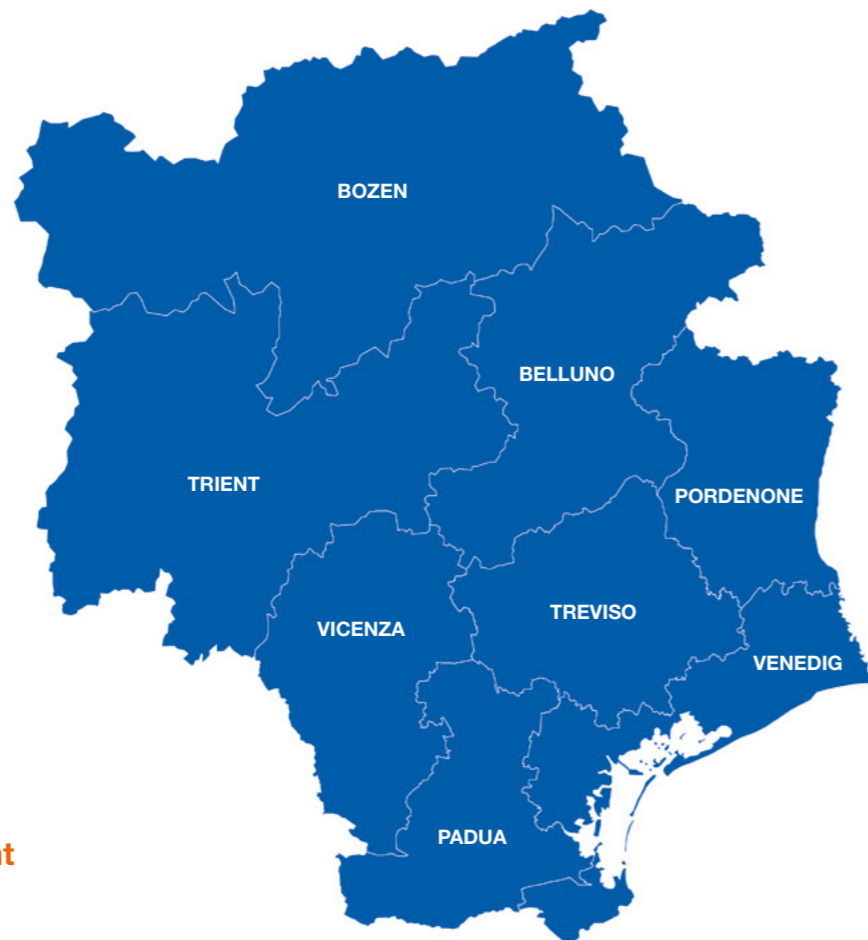 BOZEN
BELLUNO
TRIENT
PORDENONE
TREVISO
VICENZA
VENEDIG
PADUA